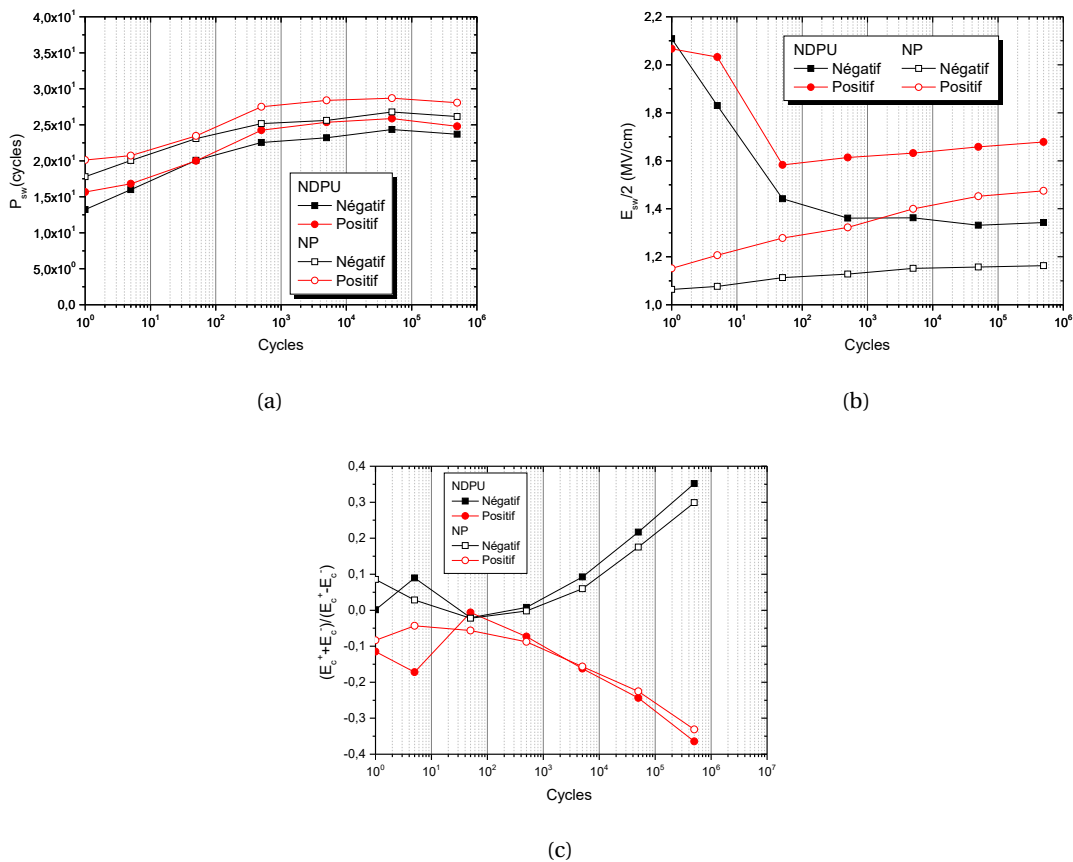 4,0x10¹
3,5x10¹
3,0x10¹
2,5x10¹
2,0x10¹
1,5x10¹
1,0x10¹
5,0x10⁰
0,0
P_sw(cycles)
NDPU
Négatif
Positif
NP
Négatif
Positif
10⁰ 10¹ 10² 10³ 10⁴ 10⁵ 10⁶
Cycles
(a)
2,2
2,0
1,8
1,6
1,4
1,2
1,0
E_sw/2 (MV/cm)
NDPU NP
Négatif Négatif
Positif Positif
10⁰ 10¹ 10² 10³ 10⁴ 10⁵ 10⁶
Cycles
(b)
0,4
0,3
0,2
0,1
0,0
-0,1
-0,2
-0,3
-0,4
(E_c⁺+E_c⁻)/(E_c⁺-E_c⁻)
NDPU
Négatif
Positif
NP
Négatif
Positif
10⁰ 10¹ 10² 10³ 10⁴ 10⁵ 10⁶ 10⁷
Cycles
(c)